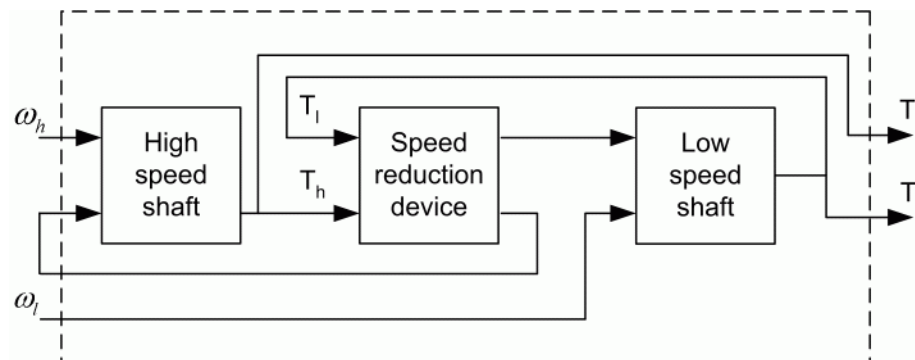 ωh
High
speed
shaft
Tl
Th
Speed
reduction
device
Low
speed
shaft
T
T
ωl